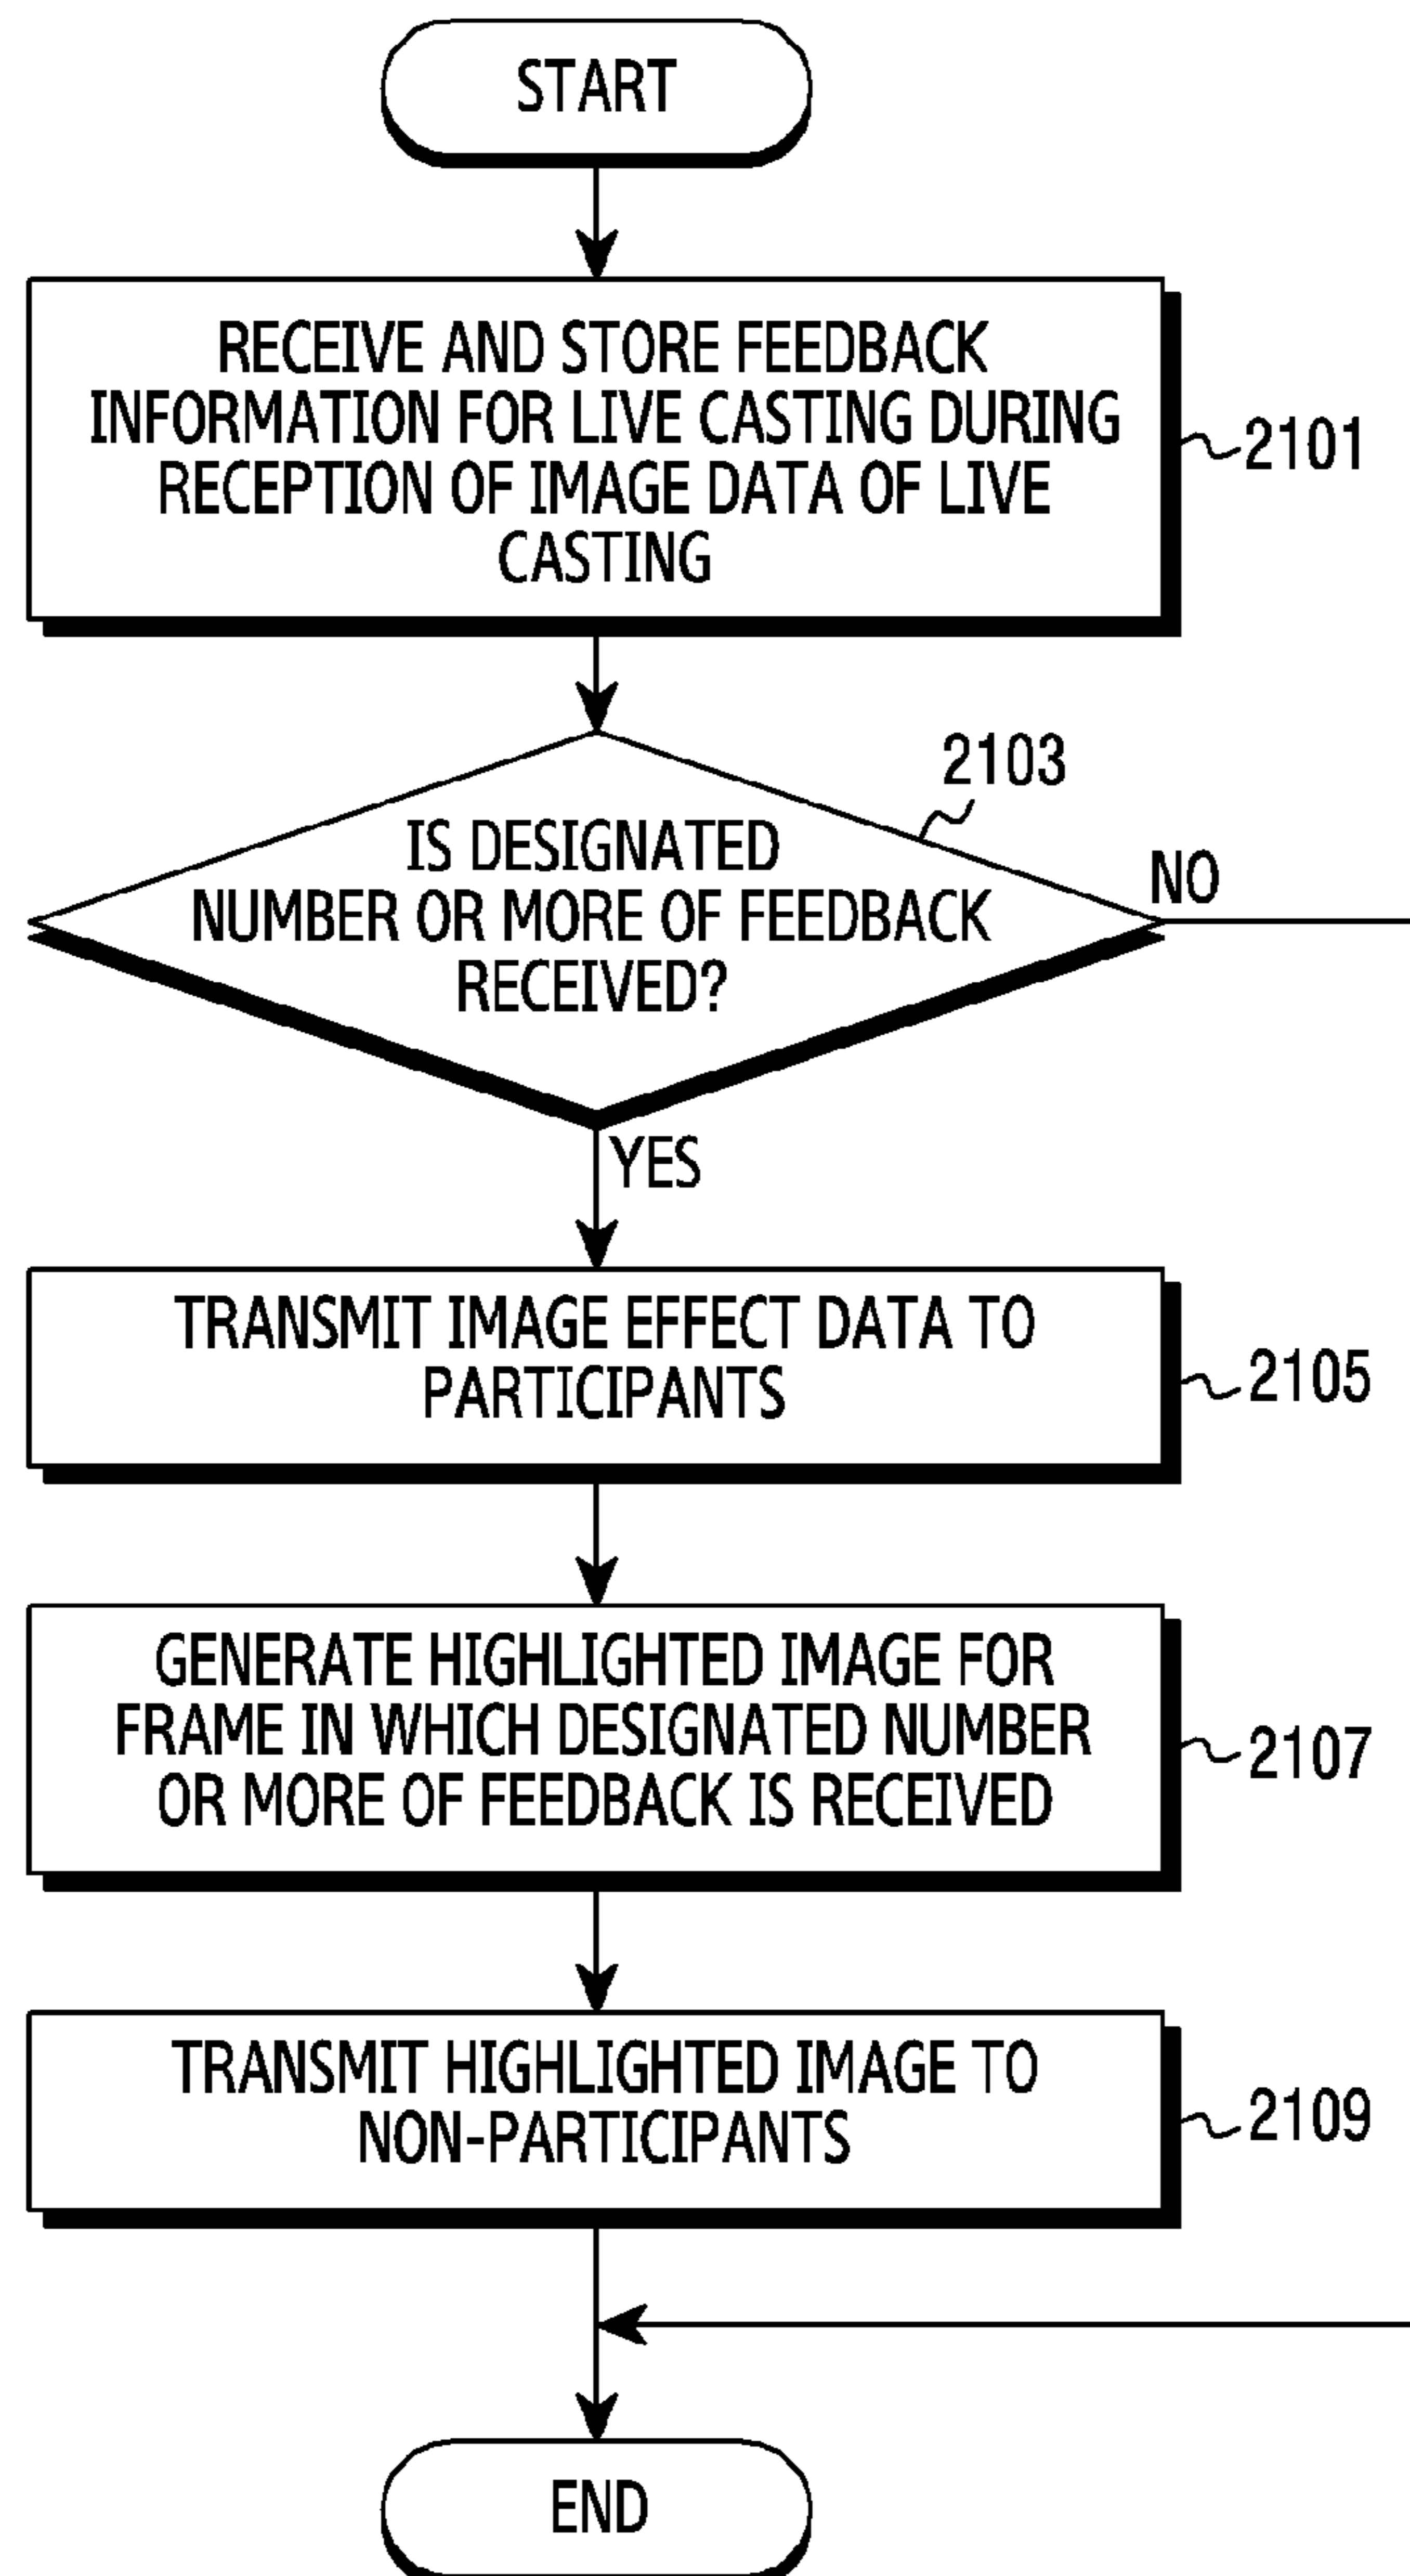 START
RECEIVE AND STORE FEEDBACK
INFORMATION FOR LIVE CASTING DURING
RECEPTION OF IMAGE DATA OF LIVE
CASTING
2101
2103
IS DESIGNATED
NUMBER OR MORE OF FEEDBACK
RECEIVED?
NO
YES
TRANSMIT IMAGE EFFECT DATA TO
PARTICIPANTS
2105
GENERATE HIGHLIGHTED IMAGE FOR
FRAME IN WHICH DESIGNATED NUMBER
OR MORE OF FEEDBACK IS RECEIVED
2107
TRANSMIT HIGHLIGHTED IMAGE TO
NON-PARTICIPANTS
2109
END